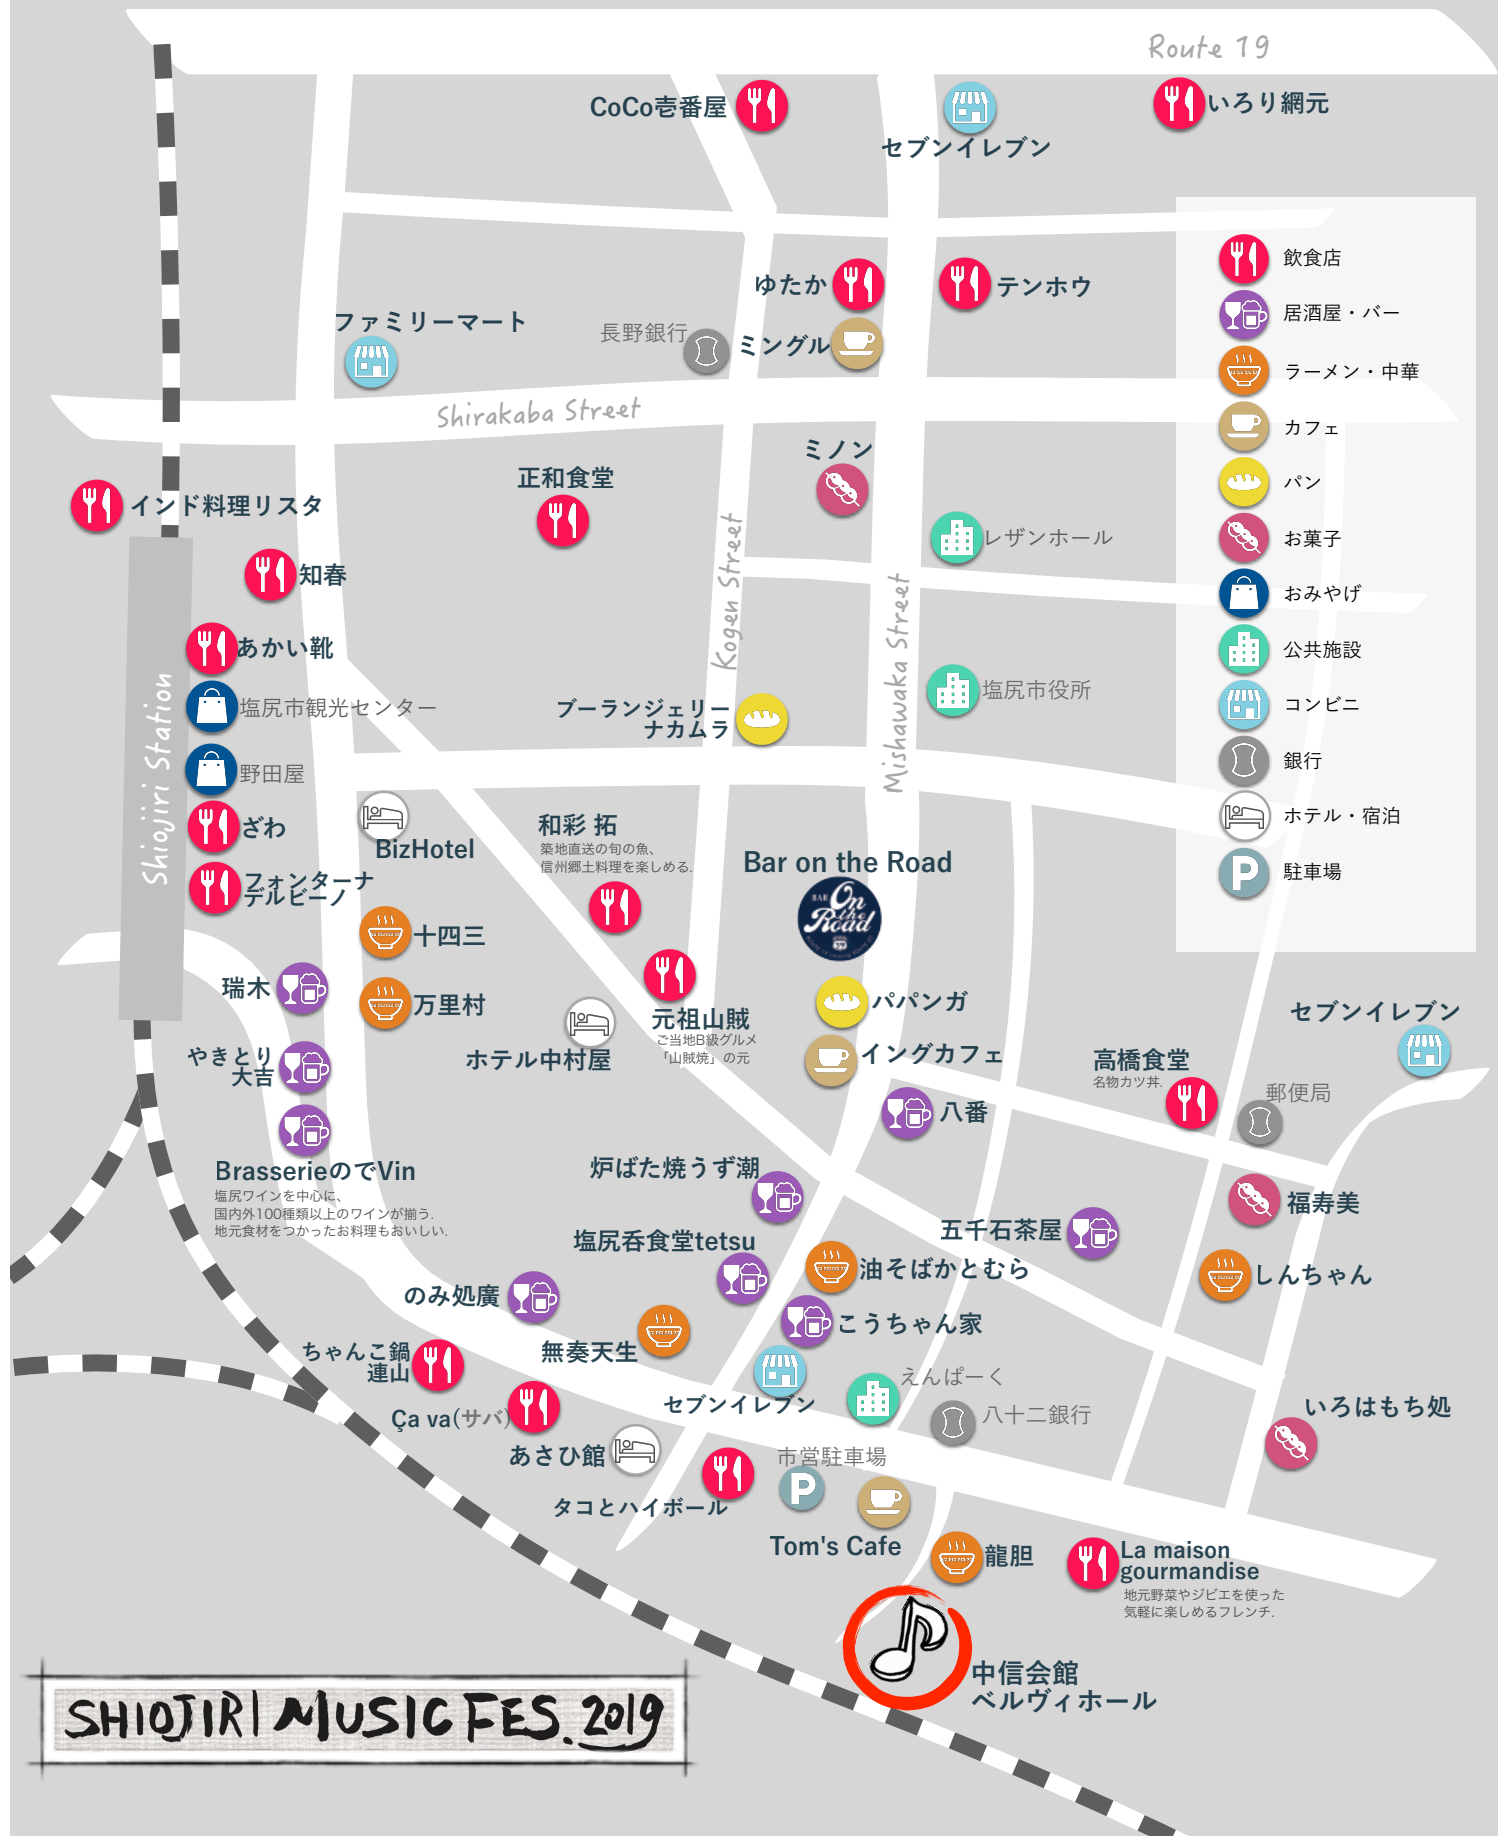 Route 19
CoCo壱番屋
セブンイレブン
いろり網元
ゆたか
テンホウ
ファミリーマート
長野銀行
ミングル
Shirakaba Street
ミノン
正和食堂
インド料理リスタ
Kogen Street
レザンホール
知春
Mishawaka Street
あかい靴
塩尻市観光センター
Shiojiri Station
ブーランジェリー
ナカムラ
塩尻市役所
野田屋
ざわ
BizHotel
フォンターナ
デルビーノ
和彩 拓
築地直送の旬の魚、
信州郷土料理を楽しめる.
Bar on the Road
BAR
On
the
Road
十四三
瑞木
万里村
元祖山賊
ご当地B級グルメ
「山賊焼」の元
ホテル中村屋
パパンガ
イングカフェ
やきとり
大吉
八番
高橋食堂
名物カツ丼.
セブンイレブン
郵便局
BrasserieのでVin
塩尻ワインを中心に、
国内外100種類以上のワインが揃う.
地元食材をつかったお料理もおいしい.
炉ばた焼うず潮
塩尻呑食堂tetsu
五千石茶屋
福寿美
油そばかとむら
しんちゃん
のみ処廣
こうちゃん家
無奏天生
ちゃんこ鍋
連山
セブンイレブン
えんぱーく
Ça va(サバ)
八十二銀行
いろはもち処
あさひ館
市営駐車場
P
タコとハイボール
Tom's Cafe
龍胆
La maison
gourmandise
地元野菜やジビエを使った
気軽に楽しめるフレンチ.
中信会館
ベルヴィホール
SHIOJIRI MUSIC FES. 2019
飲食店
居酒屋・バー
ラーメン・中華
カフェ
パン
お菓子
おみやげ
公共施設
コンビニ
銀行
ホテル・宿泊
P
駐車場